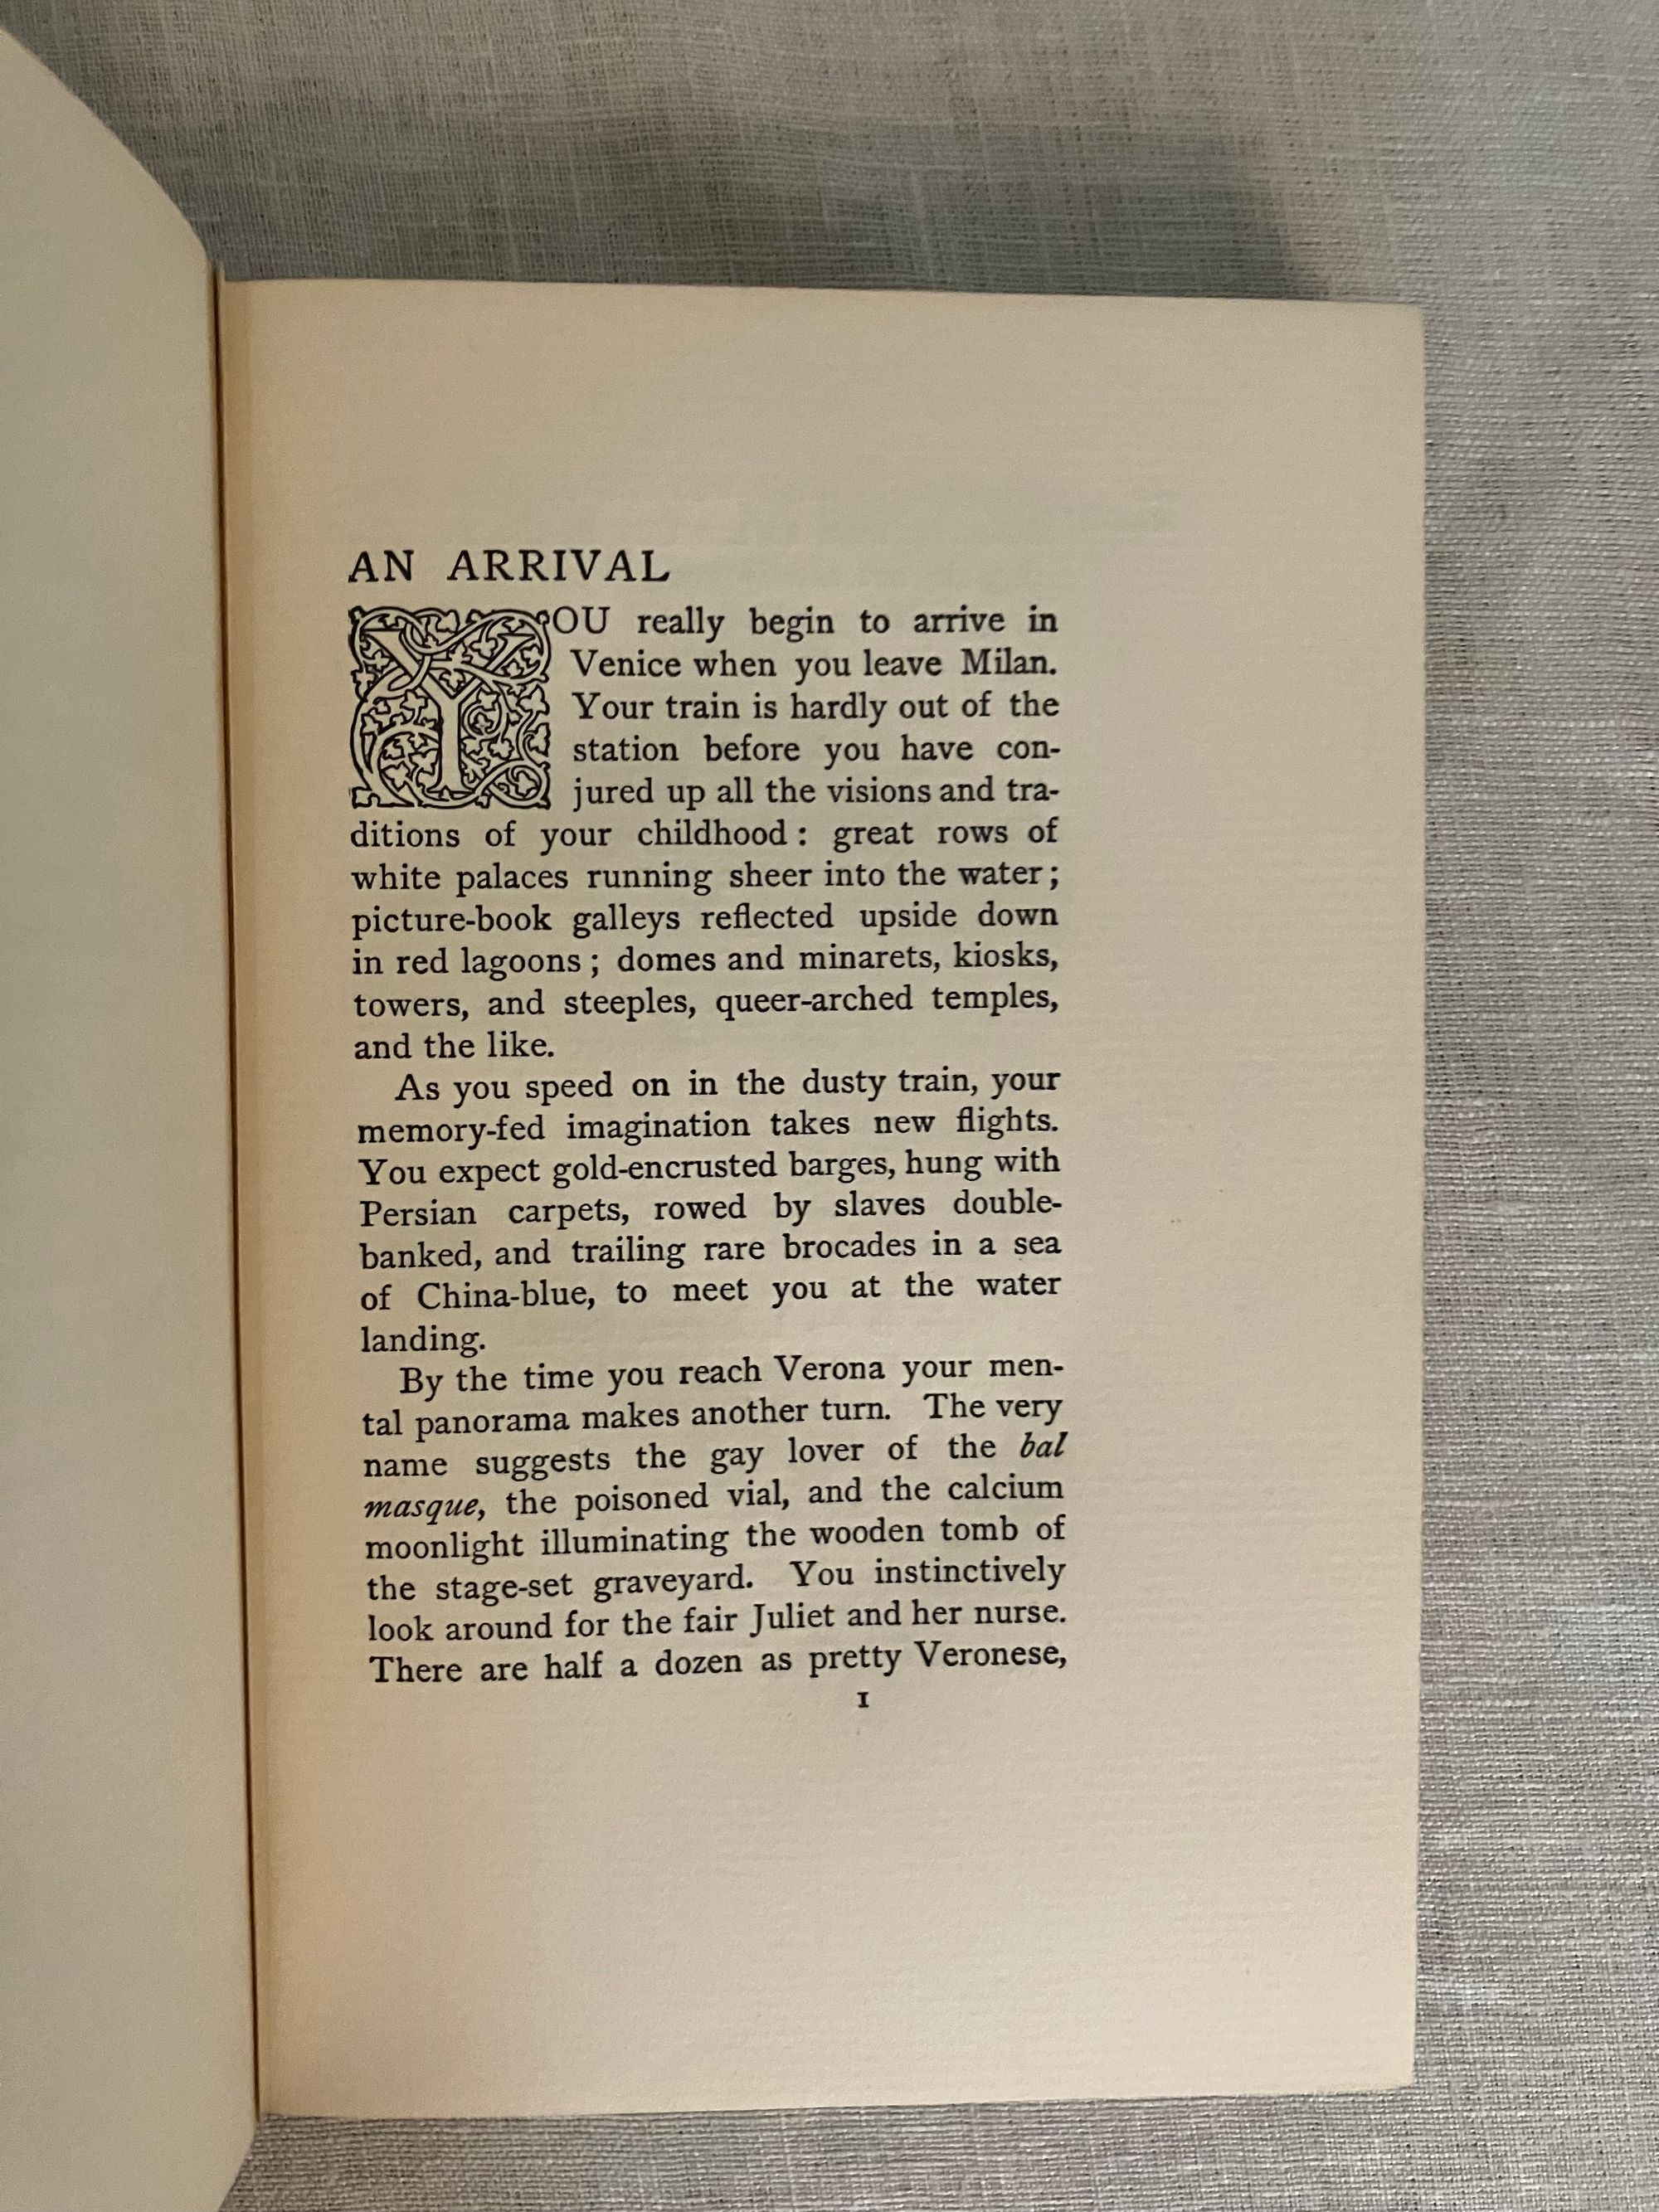 AN ARRIVAL
YOU really begin to arrive in
Venice when you leave Milan.
Your train is hardly out of the
station before you have con-
jured up all the visions and tra-
ditions of your childhood : great rows of
white palaces running sheer into the water ;
picture-book galleys reflected upside down
in red lagoons ; domes and minarets, kiosks,
towers, and steeples, queer-arched temples,
and the like.
As you speed on in the dusty train, your
memory-fed imagination takes new flights.
You expect gold-encrusted barges, hung with
Persian carpets, rowed by slaves double-
banked, and trailing rare brocades in a sea
of China-blue, to meet you at the water
landing.
By the time you reach Verona your men-
tal panorama makes another turn. The very
name suggests the gay lover of the bal
masque, the poisoned vial, and the calcium
moonlight illuminating the wooden tomb of
the stage-set graveyard. You instinctively
look around for the fair Juliet and her nurse.
There are half a dozen as pretty Veronese,
1